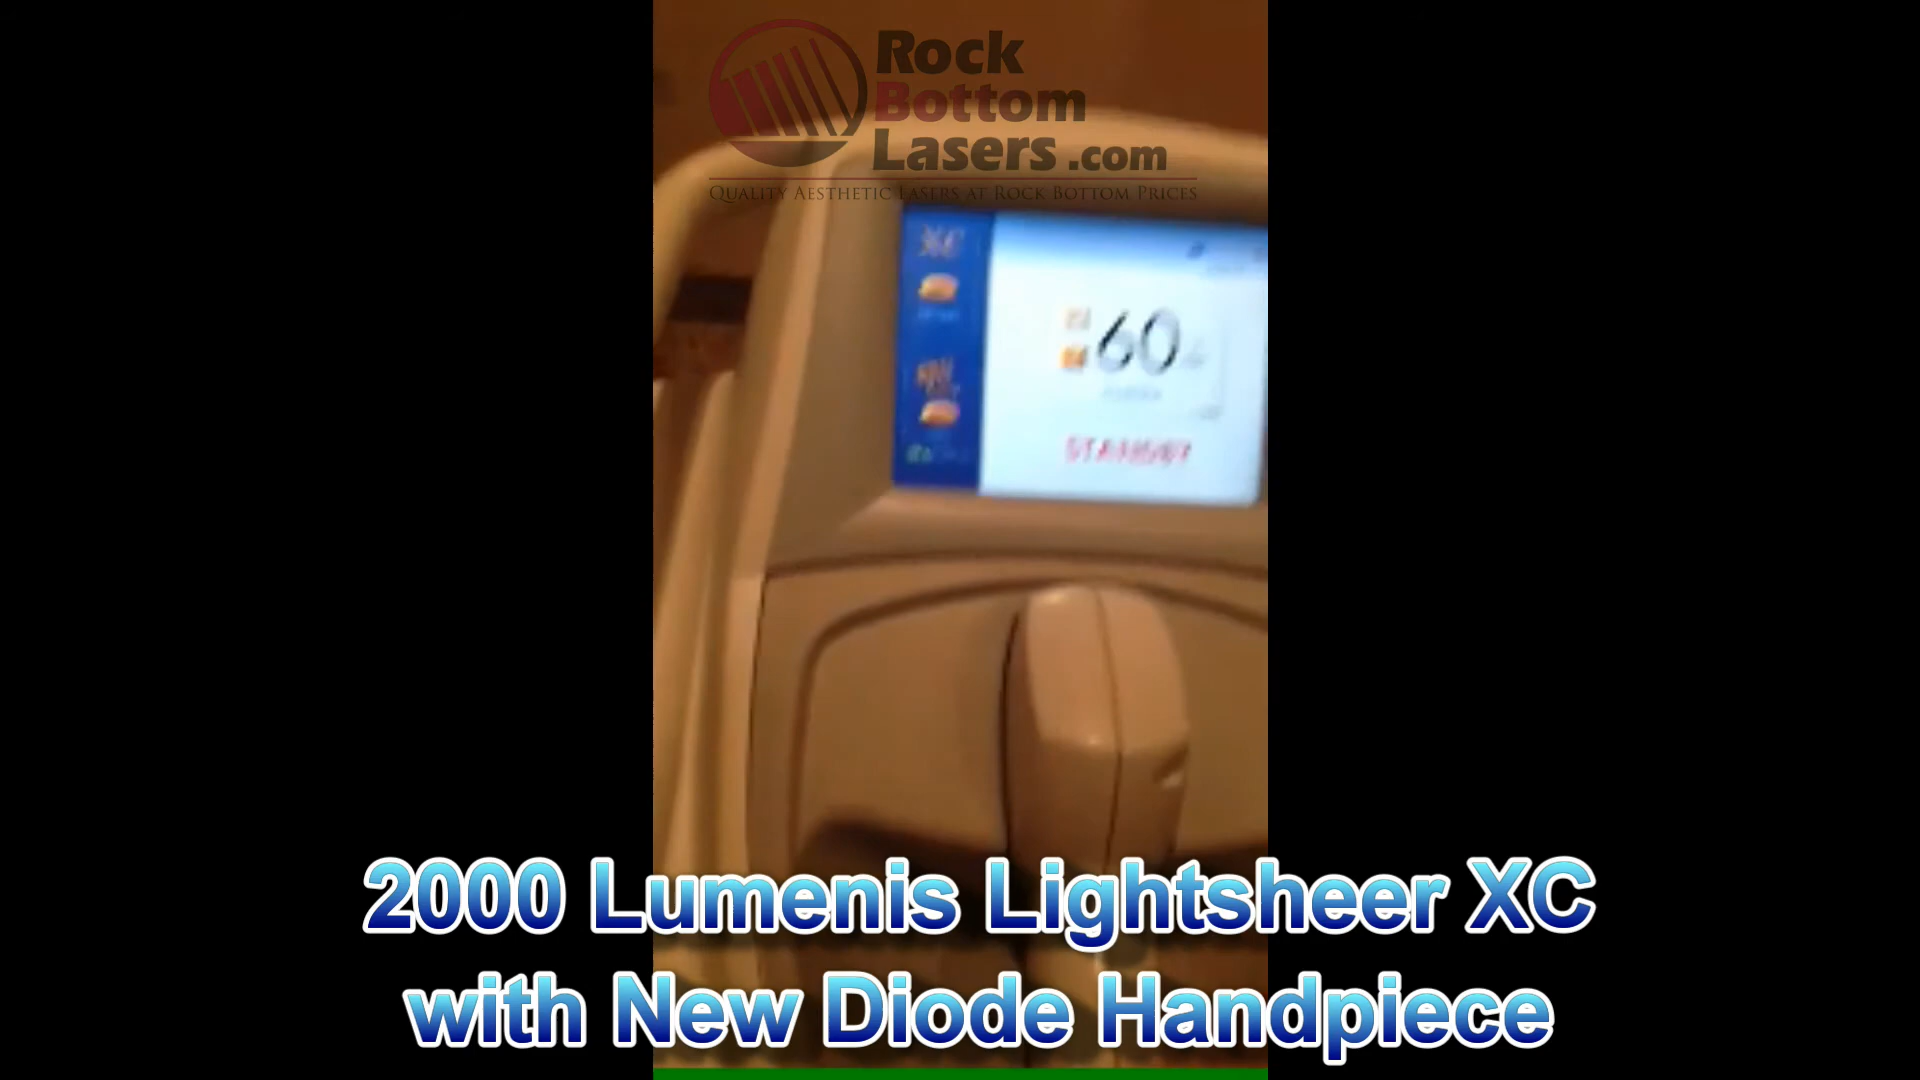 Rock
Bottom
Lasers.com
QUALITY AESTHETIC LASERS AT ROCK BOTTOM PRICES
60
STANDBY
2000 Lumenis Lightsheer XC
with New Diode Handpiece